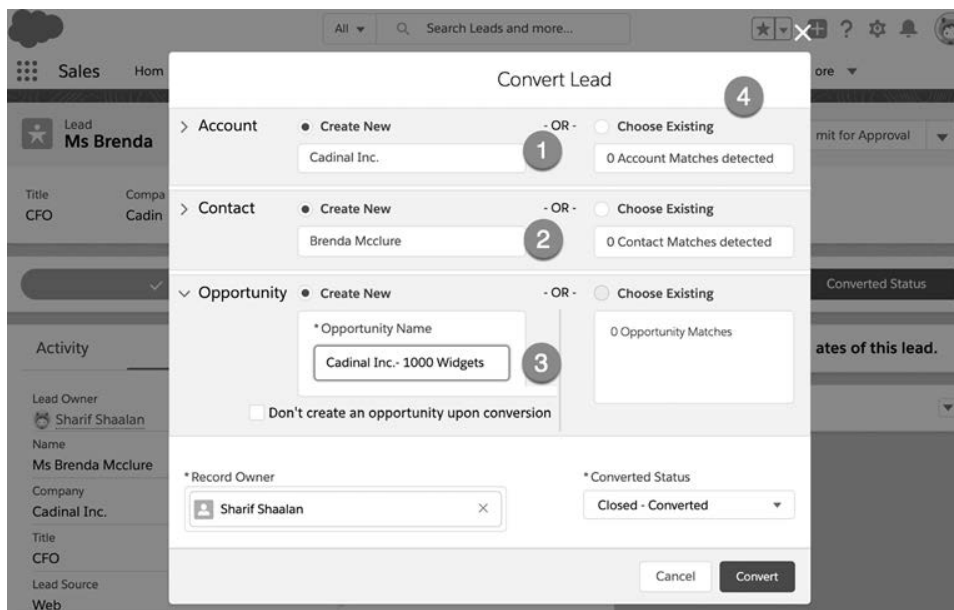 All
Search Leads and more...
Sales
Hom
ore
Lead
Ms Brenda
mit for Approval
Title
Compa
CFO
Cadin
Converted Status
Activity
ates of this lead.
Lead Owner
Sharif Shaalan
Name
Ms Brenda Mcclure
Company
Cadinal Inc.
Title
CFO
Lead Source
Web
Convert Lead
4
Account
Create New
- OR -
Choose Existing
Cadinal Inc.
1
0 Account Matches detected
Contact
Create New
- OR -
Choose Existing
Brenda Mcclure
2
0 Contact Matches detected
Opportunity
Create New
- OR -
Choose Existing
*Opportunity Name
0 Opportunity Matches
Cadinal Inc.- 1000 Widgets
3
Don't create an opportunity upon conversion
*Record Owner
*Converted Status
Sharif Shaalan
Closed - Converted
Cancel
Convert